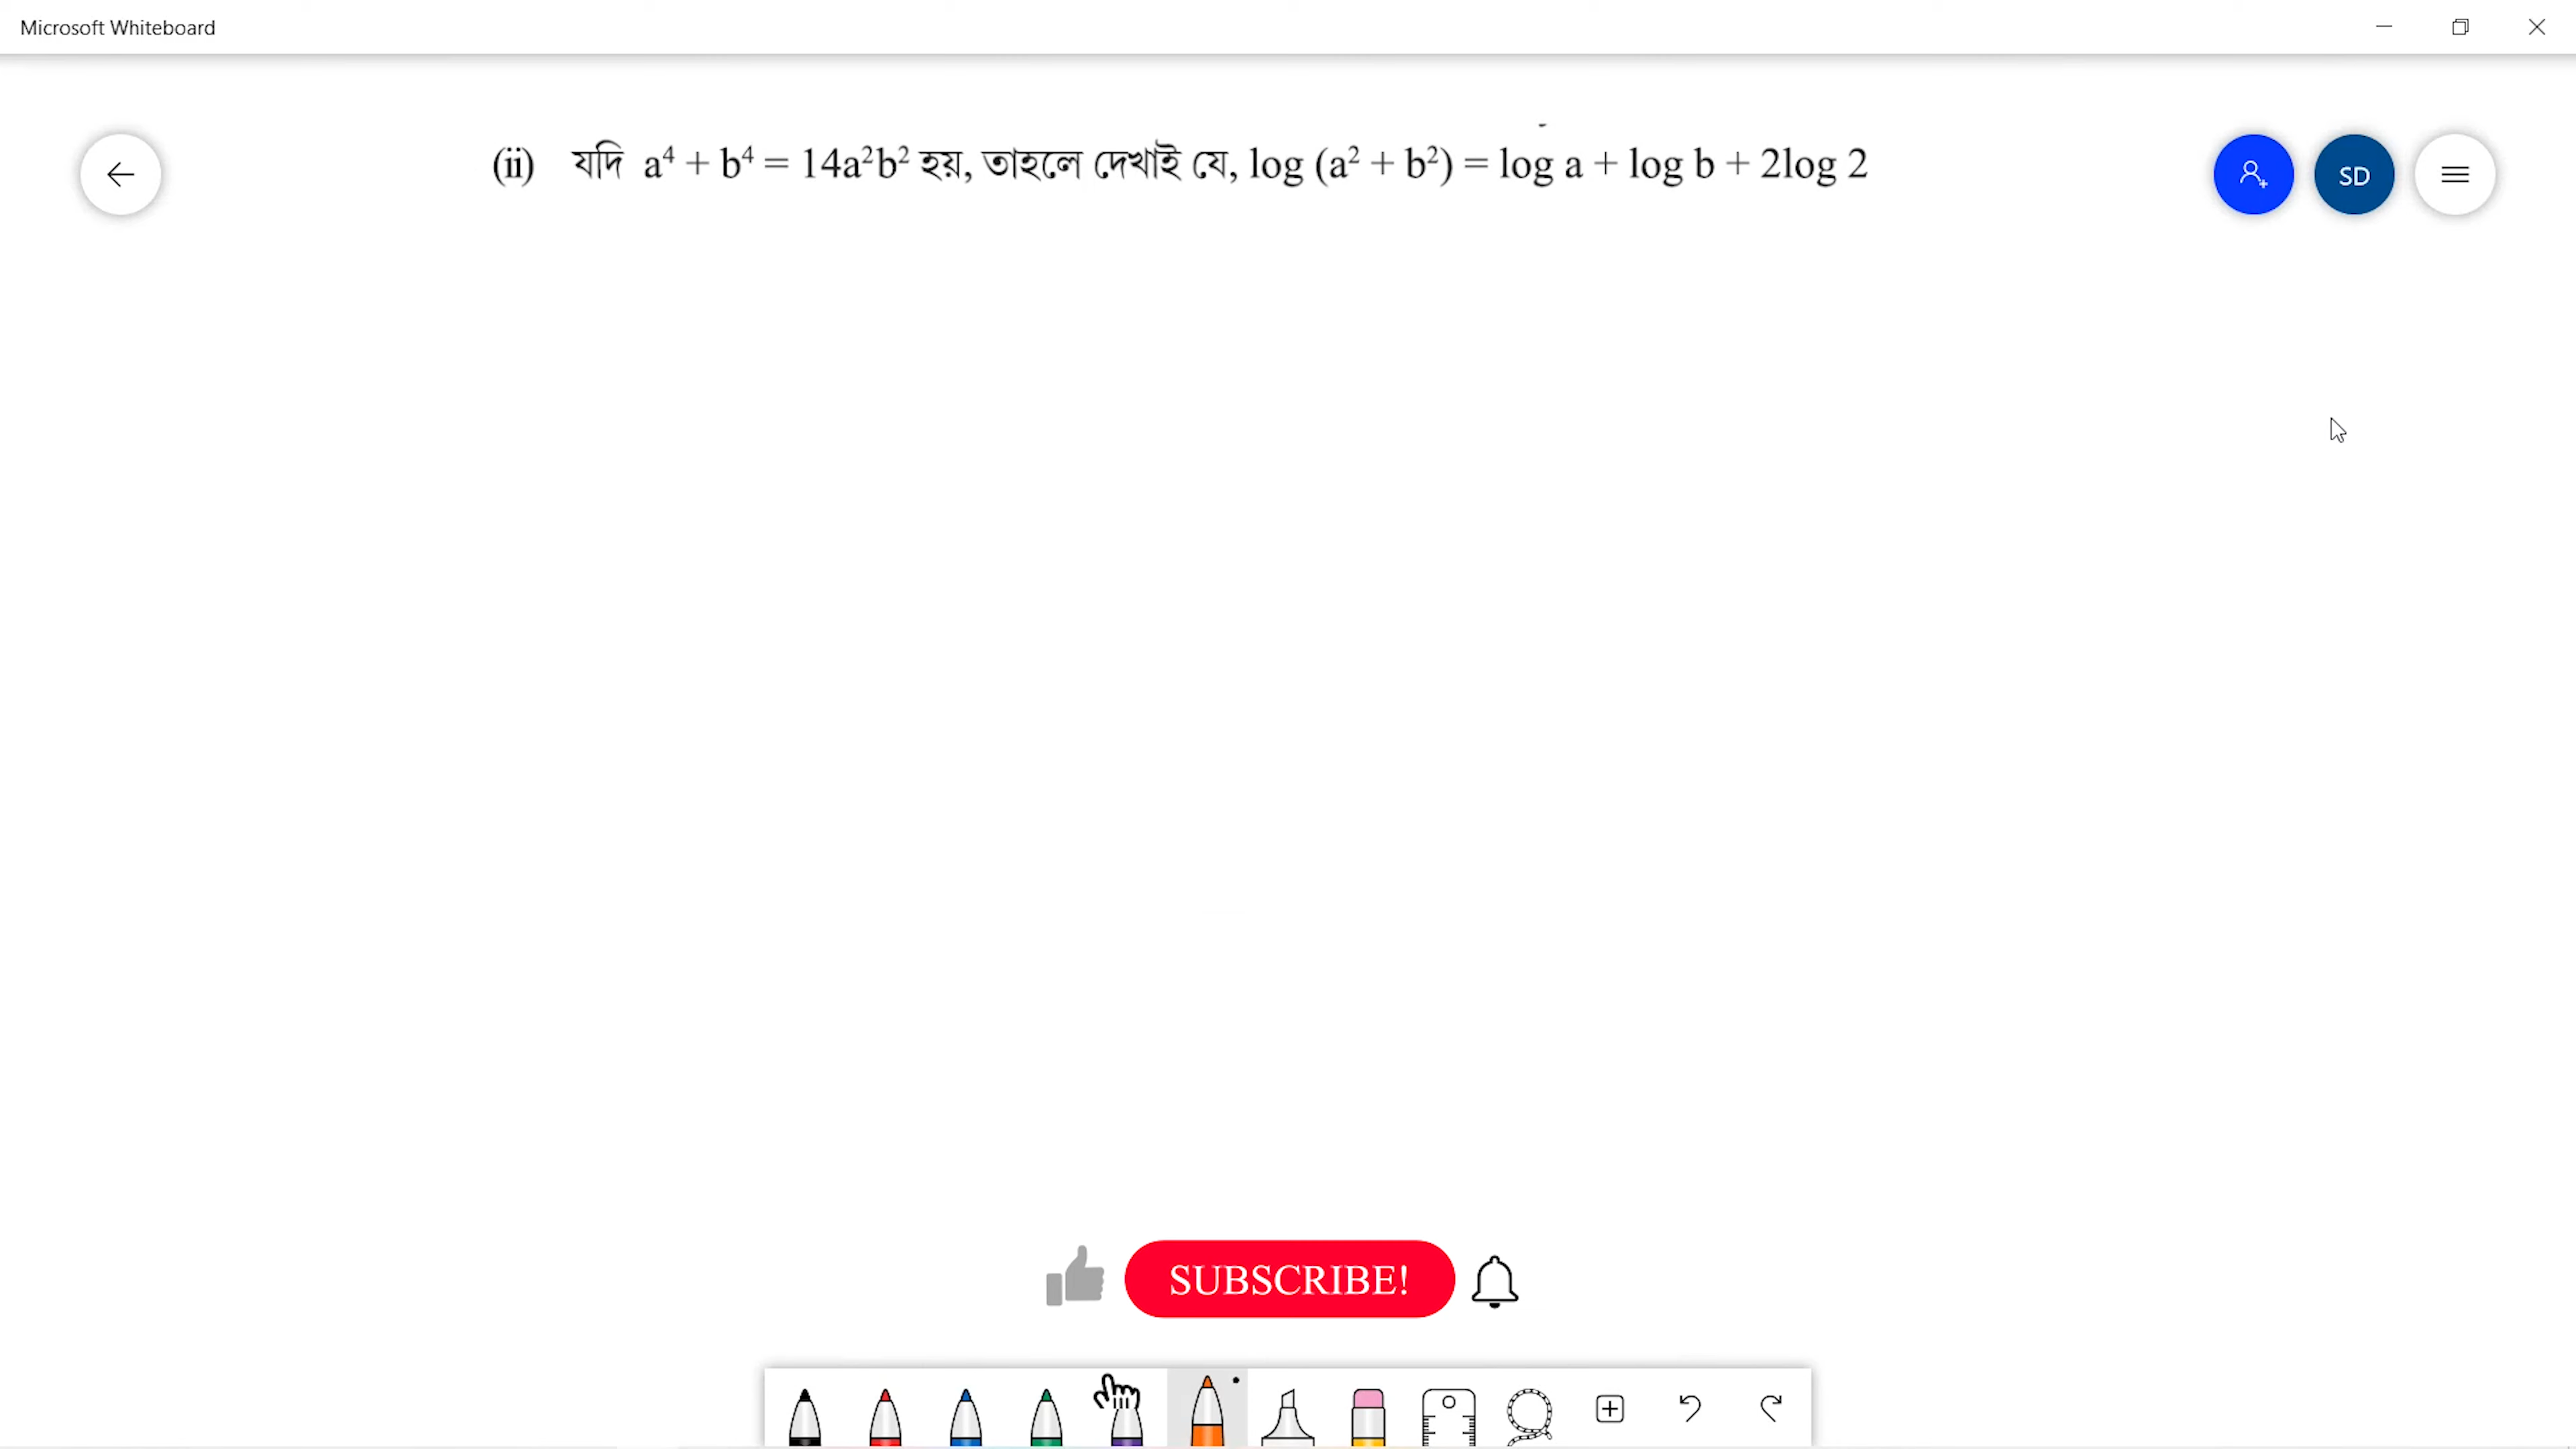 Microsoft Whiteboard
(ii) যদি a⁴ + b⁴ = 14a²b² হয়, তাহলে দেখাই যে, log (a² + b²) = log a + log b + 2log 2
SD
SUBSCRIBE!